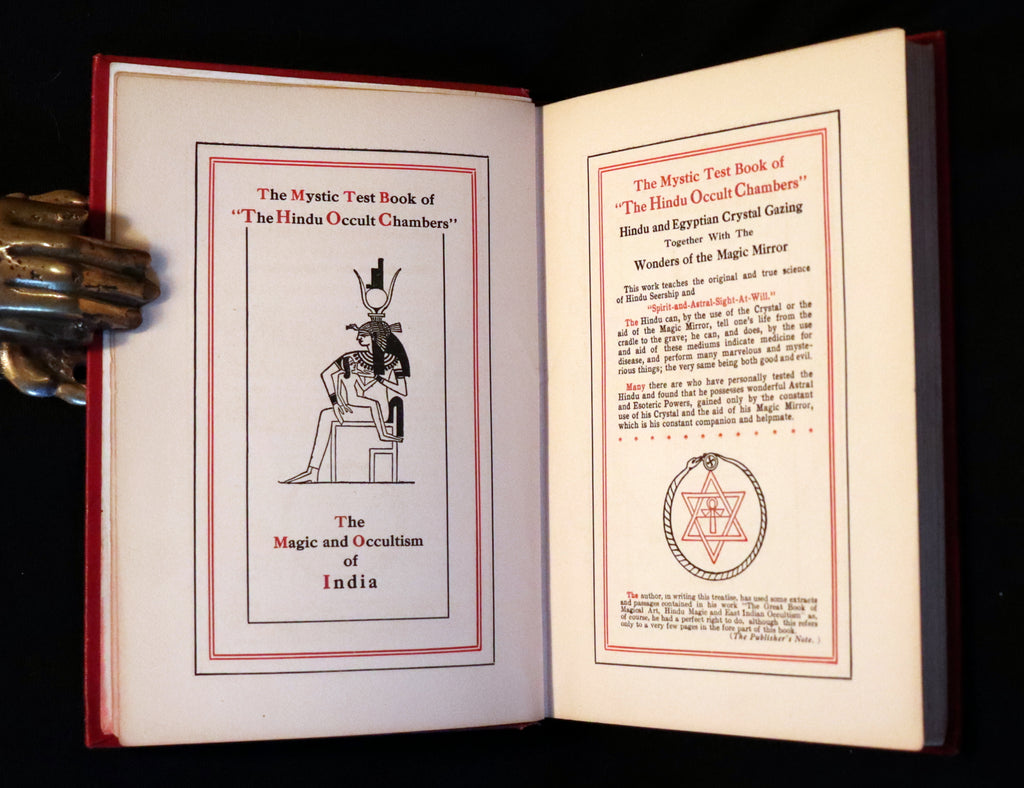 The Mystic Test Book of
"The Hindu Occult Chambers"
The
Magic and Occultism
of
India
The Mystic Test Book of
"The Hindu Occult Chambers"
Hindu and Egyptian Crystal Gazing
Together With The
Wonders of the Magic Mirror
This work teaches the original and true science
of Hindu Seership and
"Spirit-and-Astral-Sight-At-Will."
The Hindu can, by the use of the Crystal or the
aid of the Magic Mirror, tell one's life from the
cradle to the grave; he can, and does, by the use
and aid of these mediums indicate medicine for
disease, and perform many marvelous and myste-
rious things; the very same being both good and evil.
Many there are who have personally tested the
Hindu and found that he possesses wonderful Astral
and Esoteric Powers, gained only by the constant
use of his Crystal and the aid of his Magic Mirror,
which is his constant companion and helpmate.
The author, in writing this treatise, has used some extracts
and passages contained in his work "The Great Book of
Magical Art, Hindu Magic and East Indian Occultism" as,
of course, he had a perfect right to do, although this refers
only to a very few pages in the fore part of this book.
(The Publisher's Note.)